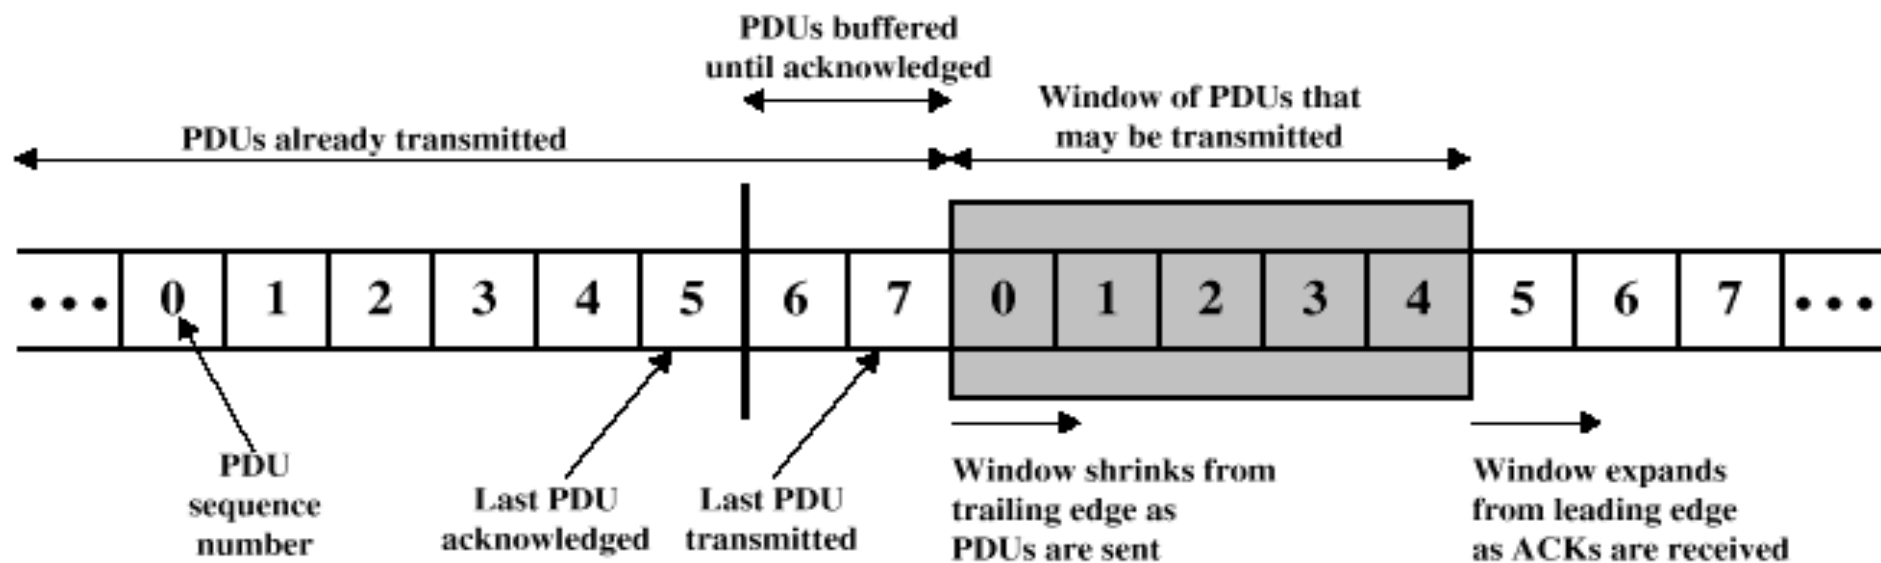 PDUs buffered
until acknowledged
Window of PDUs that
may be transmitted
PDUs already transmitted
••• 0 1 2 3 4 5 6 7 0 1 2 3 4 5 6 7 •••
PDU
sequence
number
Last PDU
acknowledged
Last PDU
transmitted
Window shrinks from
trailing edge as
PDUs are sent
Window expands
from leading edge
as ACKs are received